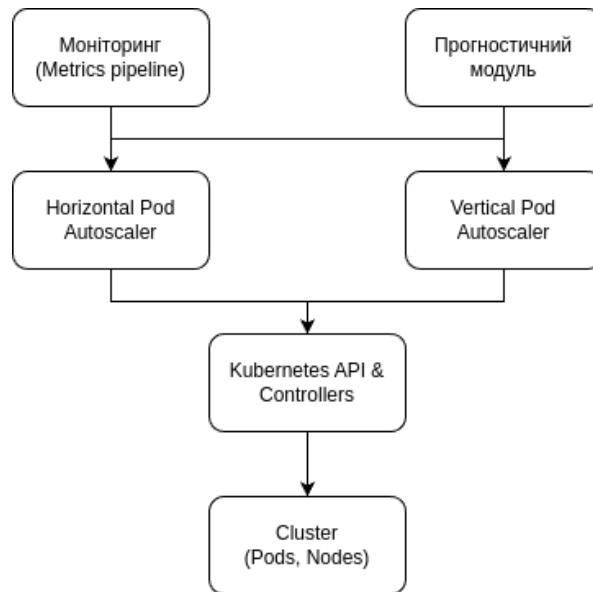 Моніторинг
(Metrics pipeline)
Прогностичний
модуль
Horizontal Pod
Autoscaler
Vertical Pod
Autoscaler
Kubernetes API &
Controllers
Cluster
(Pods, Nodes)